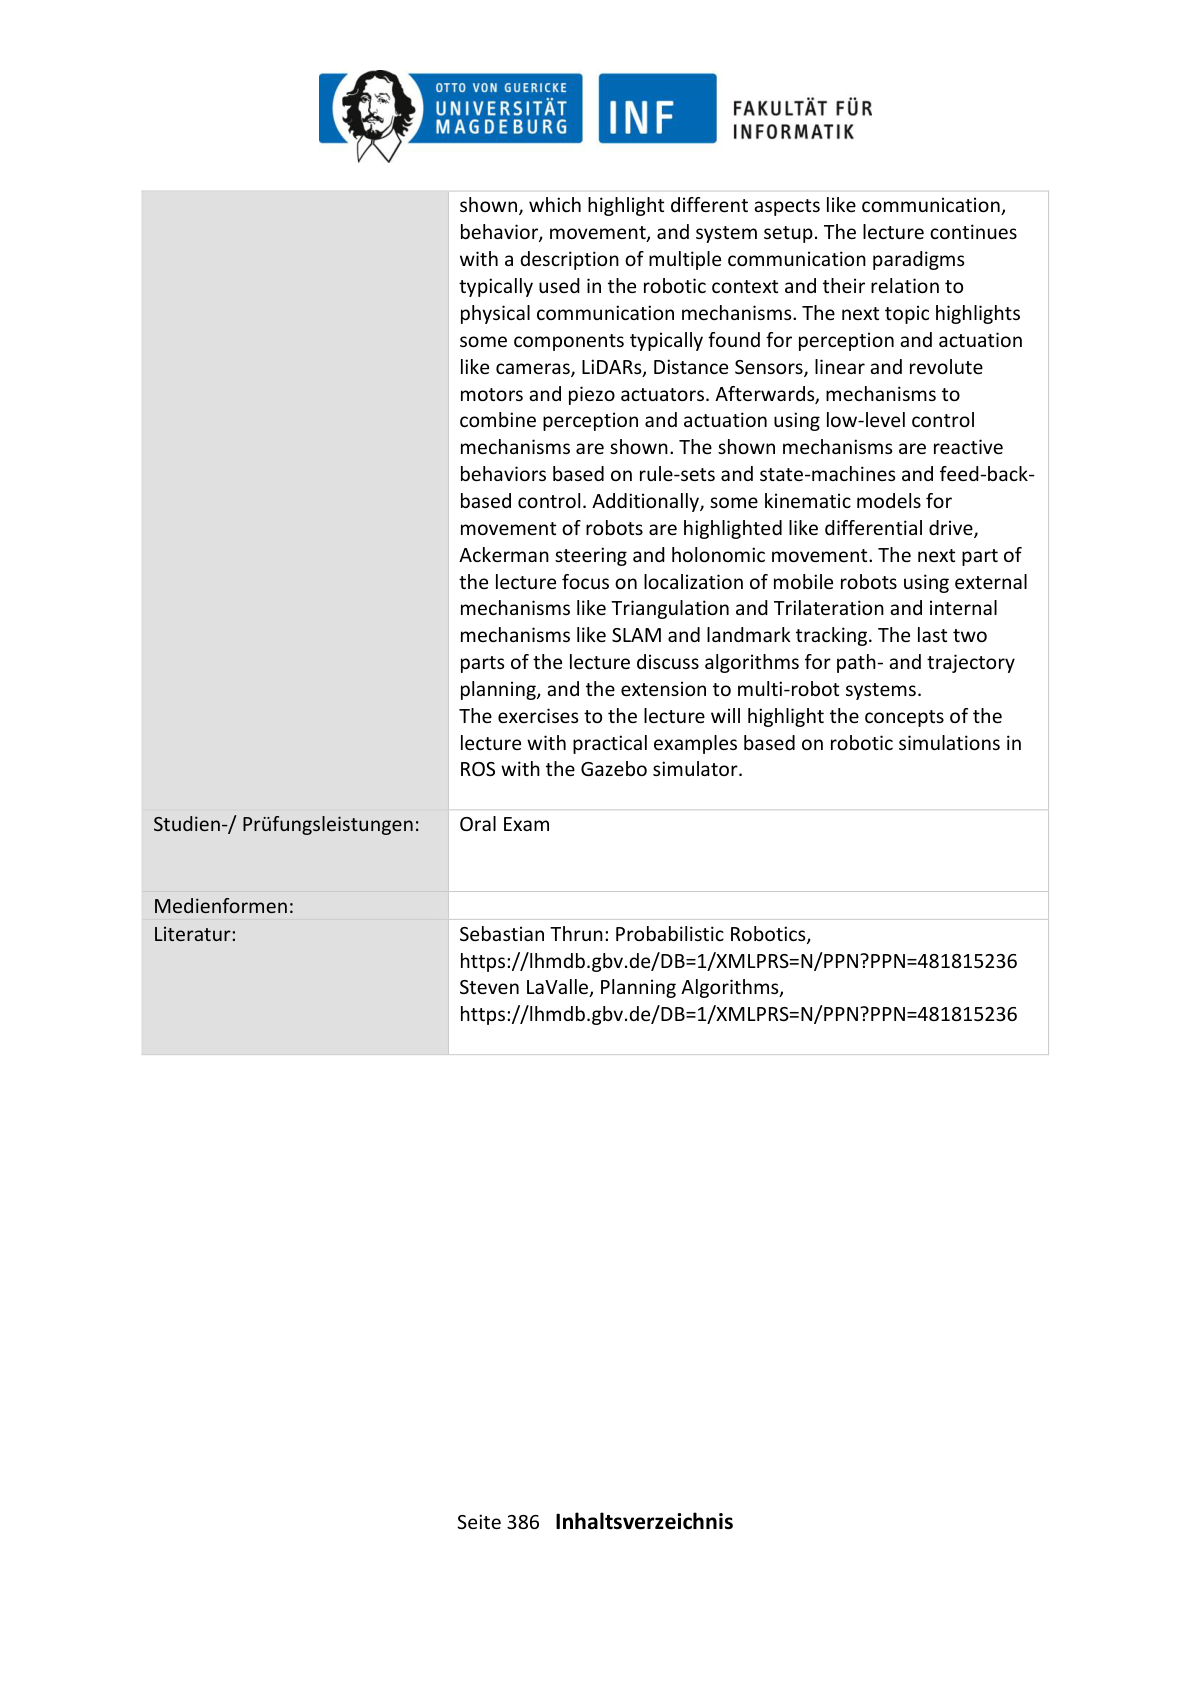 OTTO VON GUERICKE
UNIVERSITÄT
MAGDEBURG
INF
FAKULTÄT FÜR
INFORMATIK
shown, which highlight different aspects like communication,
behavior, movement, and system setup. The lecture continues
with a description of multiple communication paradigms
typically used in the robotic context and their relation to
physical communication mechanisms. The next topic highlights
some components typically found for perception and actuation
like cameras, LiDARs, Distance Sensors, linear and revolute
motors and piezo actuators. Afterwards, mechanisms to
combine perception and actuation using low-level control
mechanisms are shown. The shown mechanisms are reactive
behaviors based on rule-sets and state-machines and feed-back-
based control. Additionally, some kinematic models for
movement of robots are highlighted like differential drive,
Ackerman steering and holonomic movement. The next part of
the lecture focus on localization of mobile robots using external
mechanisms like Triangulation and Trilateration and internal
mechanisms like SLAM and landmark tracking. The last two
parts of the lecture discuss algorithms for path- and trajectory
planning, and the extension to multi-robot systems.
The exercises to the lecture will highlight the concepts of the
lecture with practical examples based on robotic simulations in
ROS with the Gazebo simulator.
Studien-/ Prüfungsleistungen:
Oral Exam
Medienformen:
Literatur:
Sebastian Thrun: Probabilistic Robotics,
https://lhmdb.gbv.de/DB=1/XMLPRS=N/PPN?PPN=481815236
Steven LaValle, Planning Algorithms,
https://lhmdb.gbv.de/DB=1/XMLPRS=N/PPN?PPN=481815236
Seite 386 Inhaltsverzeichnis